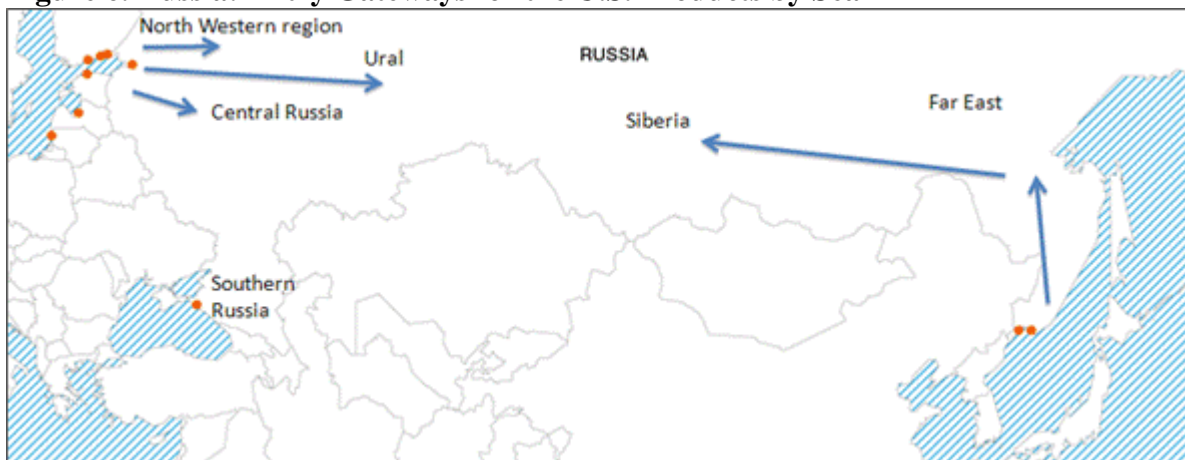 North Western region
Ural
RUSSIA
Central Russia
Siberia
Far East
Southern
Russia